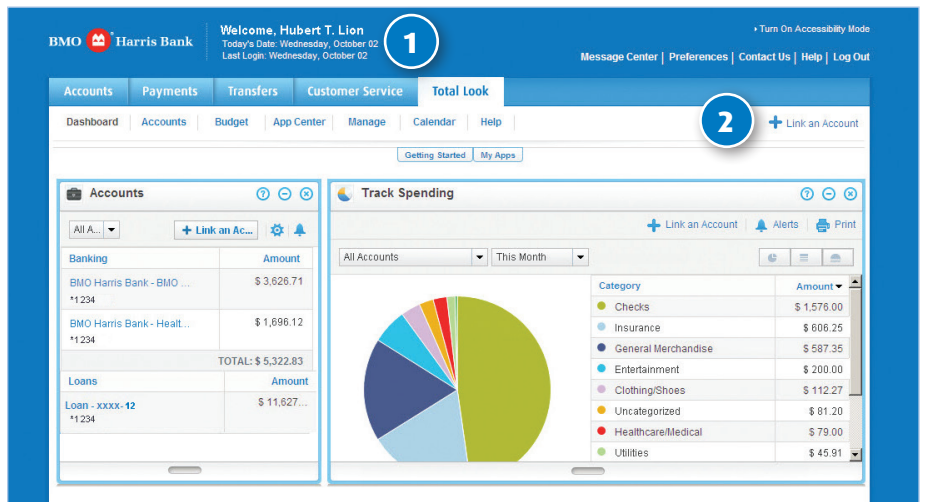 BMO Harris Bank
Welcome, Hubert T. Lion
Today's Date: Wednesday, October 02
Last Login: Wednesday, October 02
1
Turn On Accessibility Mode
Message Center | Preferences | Contact Us | Help | Log Out
Accounts Payments Transfers Customer Service Total Look
Dashboard Accounts Budget App Center Manage Calendar Help
2
Link an Account
Getting Started My Apps
Accounts
All A...
Link an Ac...
Banking Amount
BMO Harris Bank - BMO ... $ 3,626.71
*1234
BMO Harris Bank - Healt... $ 1,696.12
*1234
TOTAL: $ 5,322.83
Loans Amount
Loan - xxxx- 12 $ 11,627...
*1234
Track Spending
Link an Account Alerts Print
All Accounts This Month
Category Amount
Checks $ 1,576.00
Insurance $ 606.25
General Merchandise $ 587.35
Entertainment $ 200.00
Clothing/Shoes $ 112.27
Uncategorized $ 81.20
Healthcare/Medical $ 79.00
Utilities $ 45.91